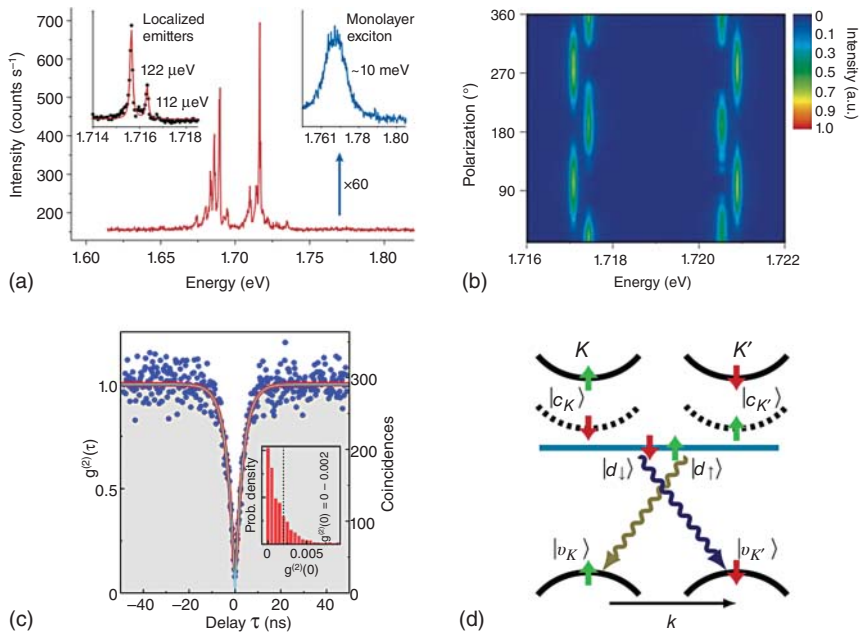 700
600
500
400
300
200
Intensity (counts s⁻¹)
Localized
emitters
122 μeV
112 μeV
1.714 1.716 1.718
Monolayer
exciton
~10 meV
1.761.77 1.78 1.80
×60
1.60 1.65 1.70 1.75 1.80
Energy (eV)
(a)
360
270
180
90
Polarization (°)
1.716 1.718 1.720 1.722
Energy (eV)
0
0.1
0.3
0.5
0.7
0.9
1.0
Intensity (a.u.)
(b)
1.0
0.5
0
g⁽²⁾(τ)
300
200
100
0
Coincidences
Prob. density
g⁽²⁾(0) = 0 – 0.002
0 0.005
g⁽²⁾(0)
−40 −20 0 20 40
Delay τ (ns)
(c)
K K′
|c_K⟩ |c_K′⟩
|d↓⟩ |d↑⟩
|υ_K⟩ |υ_K′⟩
k
(d)